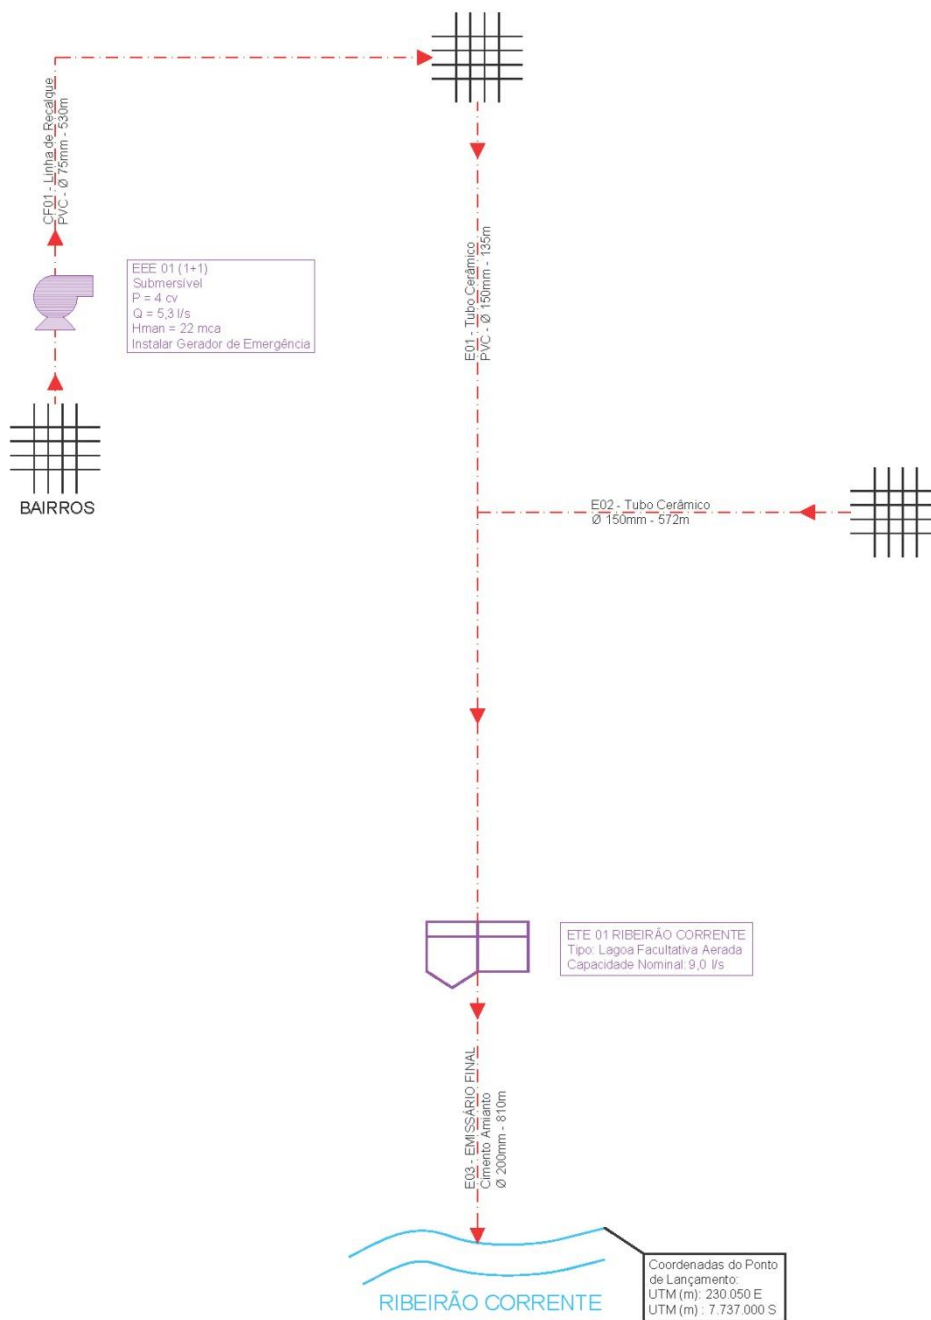 CF01 - Linha de Recalque
PVC - Ø 75mm - 530m
EEE 01 (1+1)
Submersível
P = 4 cv
Q = 5,3 l/s
Hman = 22 mca
Instalar Gerador de Emergência
E01 - Tubo Cerâmico
PVC - Ø 150mm - 135m
BAIRROS
E02 - Tubo Cerâmico
Ø 150mm - 572m
ETE 01 RIBEIRÃO CORRENTE
Tipo: Lagoa Facultativa Aerada
Capacidade Nominal: 9,0 l/s
E03 - EMISSÁRIO FINAL
Cimento Amianto
Ø 200mm - 810m
RIBEIRÃO CORRENTE
Coordenadas do Ponto
de Lançamento:
UTM (m): 230.050 E
UTM (m) : 7.737.000 S